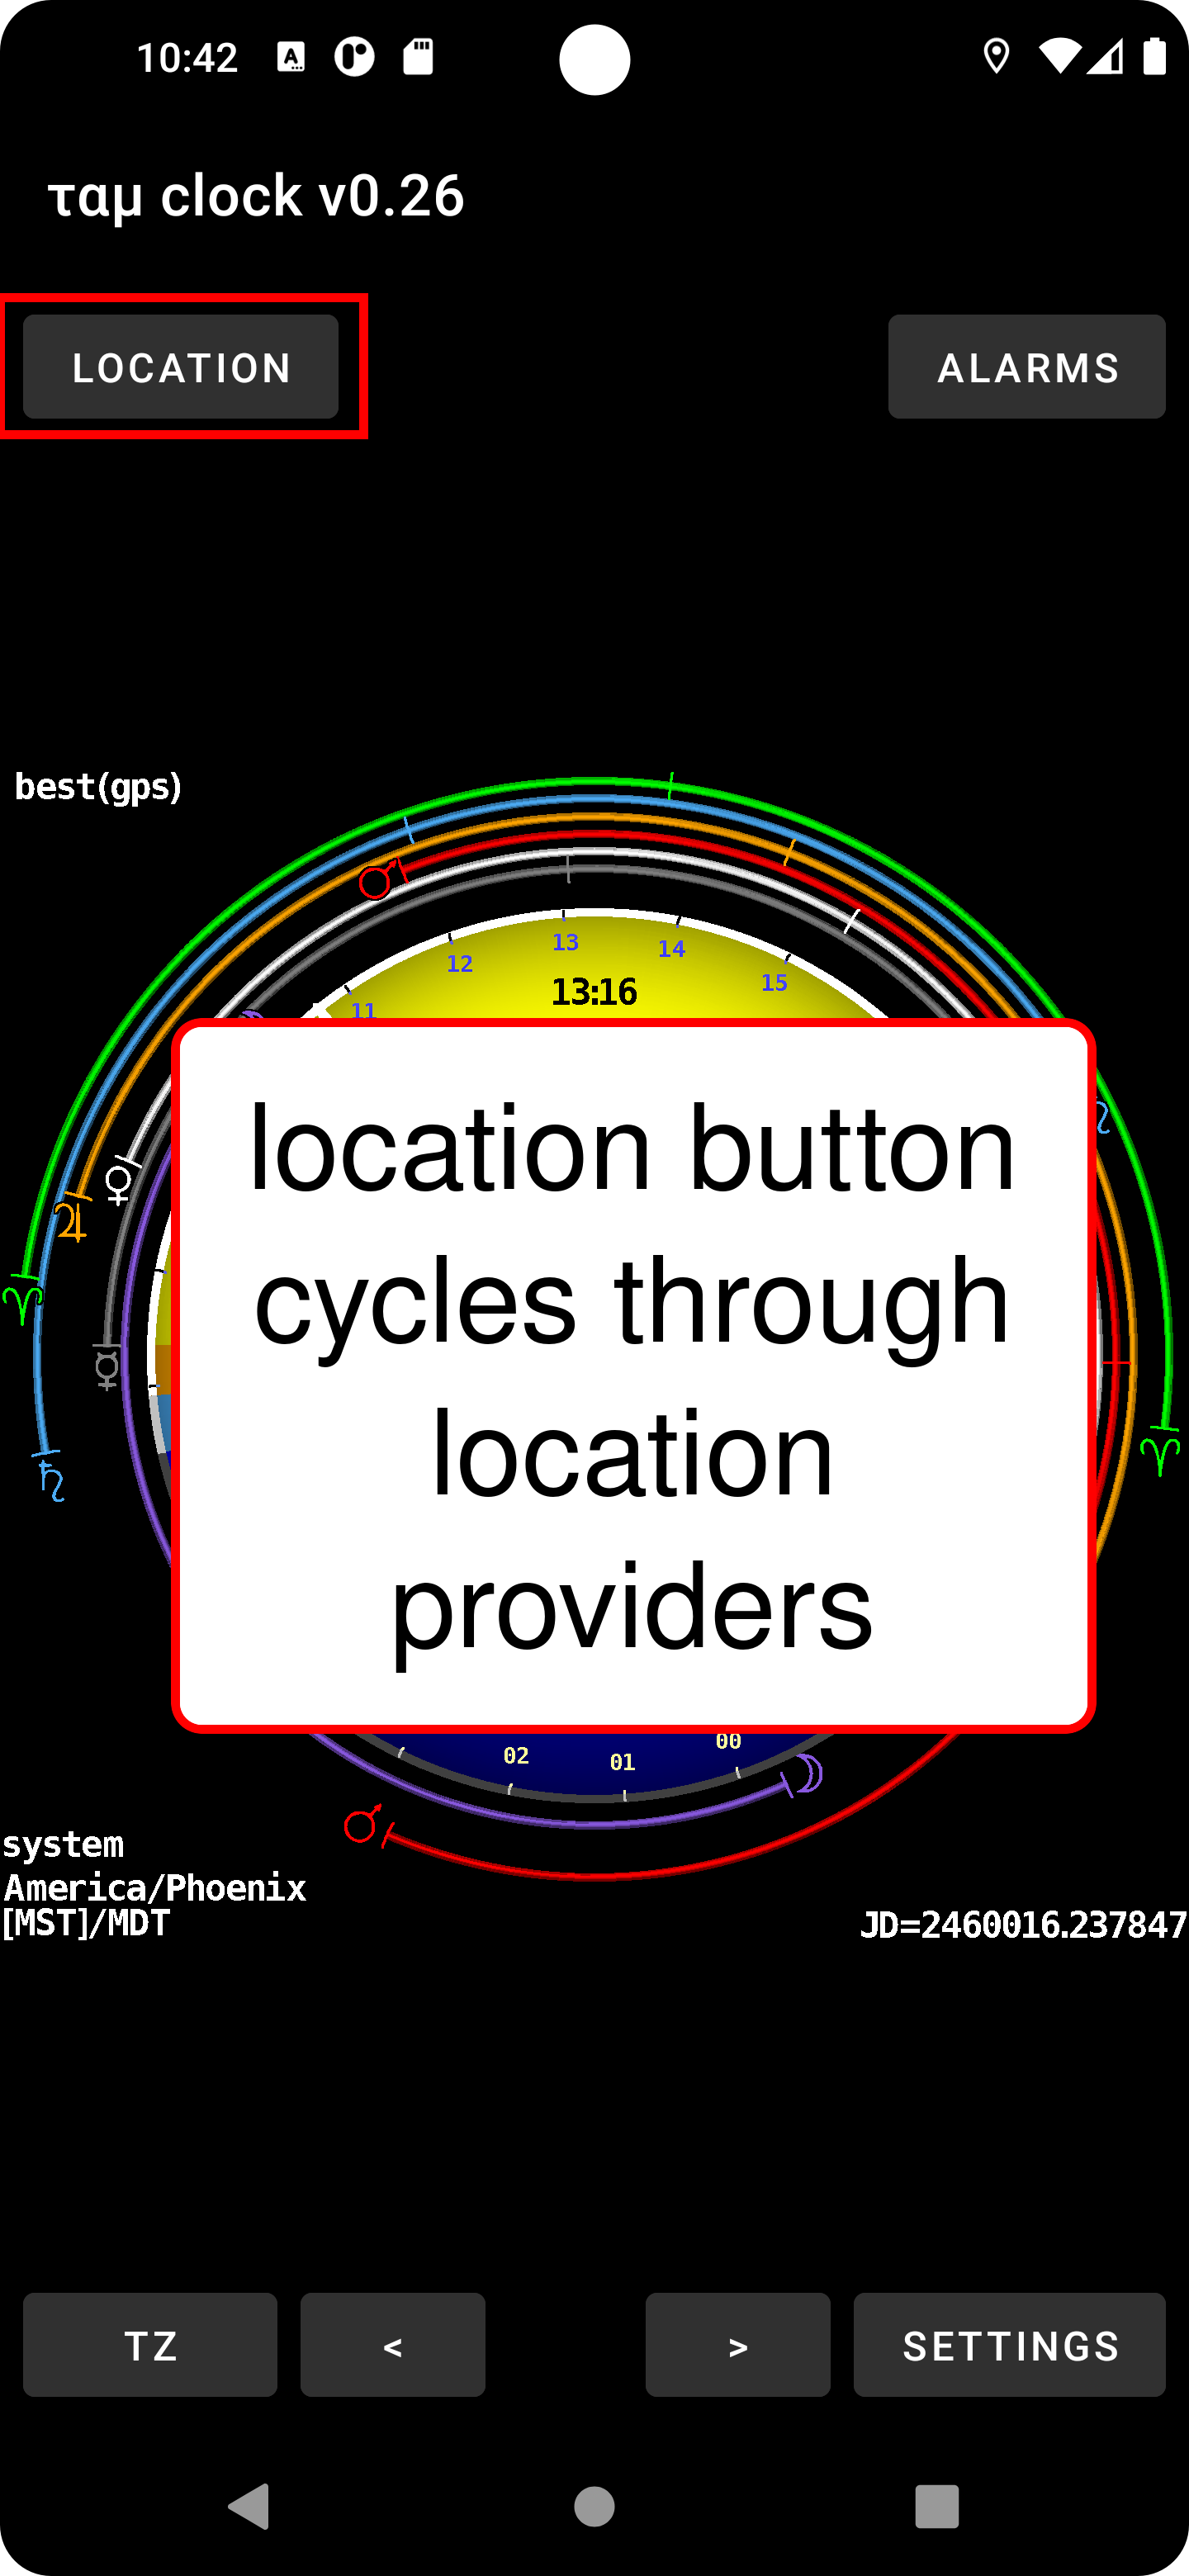 10:42
ταμ clock v0.26
LOCATION
ALARMS
best(gps)
13
14
12
15
13:16
11
location button
cycles through
location
providers
00
02
01
system
America/Phoenix
[MST]/MDT
JD=2460016.237847
TZ
<
>
SETTINGS